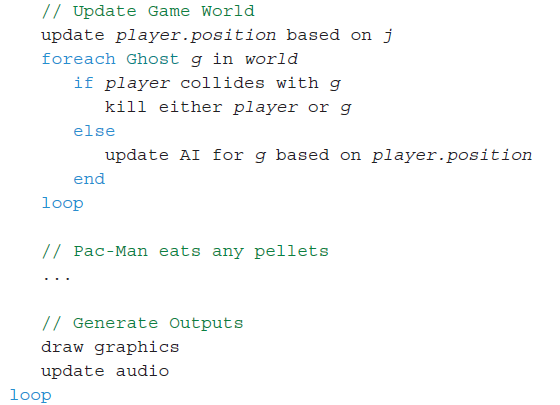 // Update Game World
update player.position based on j
foreach Ghost g in world
if player collides with g
kill either player or g
else
update AI for g based on player.position
end
loop
// Pac-Man eats any pellets
...
// Generate Outputs
draw graphics
update audio
loop